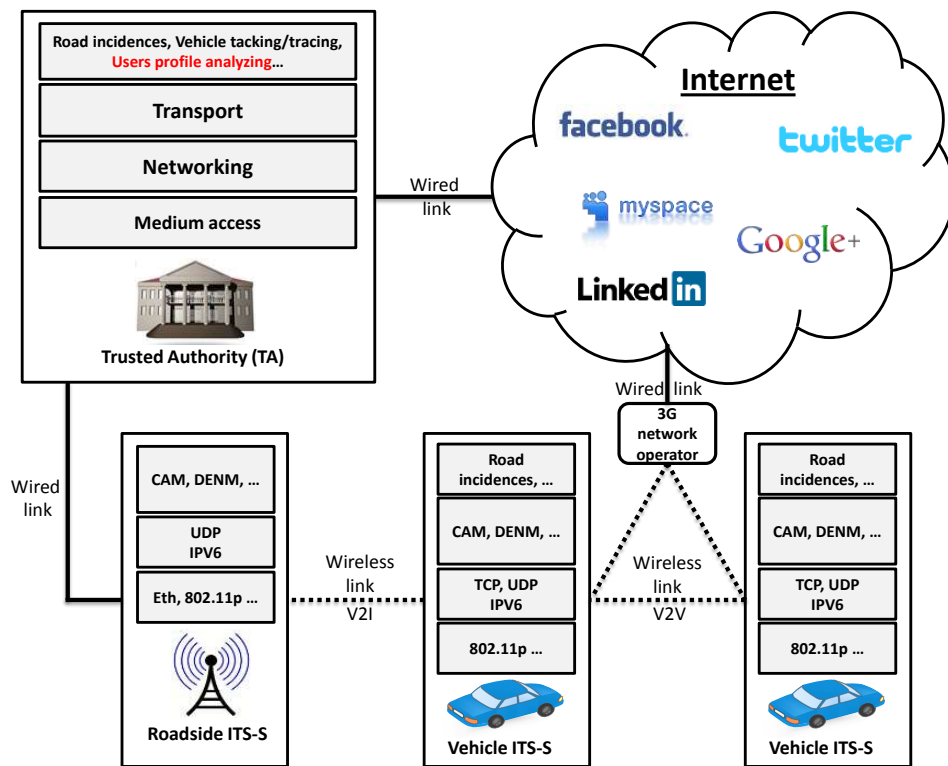 Road incidences, Vehicle tacking/tracing,
Users profile analyzing...
Transport
Networking
Medium access
Trusted Authority (TA)
Wired
link
Internet
facebook.
twitter
myspace
Google+
Linked in
Wired link
3G
network
operator
Wired
link
CAM, DENM, ...
UDP
IPV6
Eth, 802.11p ...
Roadside ITS-S
Wireless
link
V2I
Road
incidences, ...
CAM, DENM, ...
TCP, UDP
IPV6
802.11p ...
Vehicle ITS-S
Wireless
link
V2V
Road
incidences, ...
CAM, DENM, ...
TCP, UDP
IPV6
802.11p ...
Vehicle ITS-S